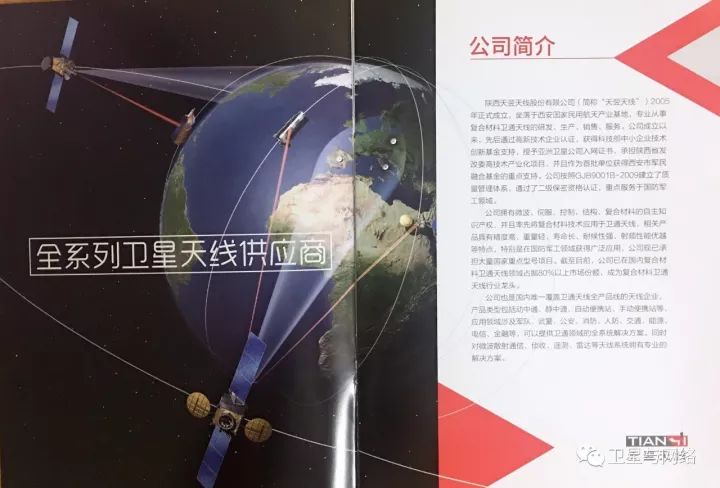 全系列卫星天线供应商
公司简介
陕西天翌天线股份有限公司（简称“天翌天线”）2005
年正式成立，坐落于西安国家民用航天产业基地，专业从事
复合材料卫通天线的研发、生产、销售、服务。公司成立以
来，先后通过高新技术企业认证，获得科技部中小企业技术
创新基金支持，授予亚洲卫星公司入网证书，承担陕西省发
改委高技术产业化项目，并且作为首批单位获得西安市军民
融合基金的重点支持。公司按照GJB9001B-2009建立了质
量管理体系，通过了二级保密资格认证，重点服务于国防军
工领域。
公司拥有微波、伺服、控制、结构、复合材料的自主知
识产权，并且率先将复合材料技术应用于卫通天线，相关产
品具有精度高、重量轻、寿命长、耐候性强、射频性能优越
等特点，特别是在国防军工领域获得广泛应用，公司现已承
担大量国家重点型号项目。截至目前，公司已在国内复合材
料卫通天线领域占据80%以上市场份额，成为复合材料卫通
天线行业龙头。
公司也是国内唯一覆盖卫通天线全产品线的天线企业，
产品类型包括动中通、静中通、自动便携站、手动便携站等，
应用领域涉及军队、武警、公安、消防、人防、交通、能源、
电信、金融等，可以提供卫通领域的全系统解决方案。同时
对微波散射通信、侦收、遥测、雷达等天线系统拥有专业的
解决方案。
TIANYI
卫星与网络